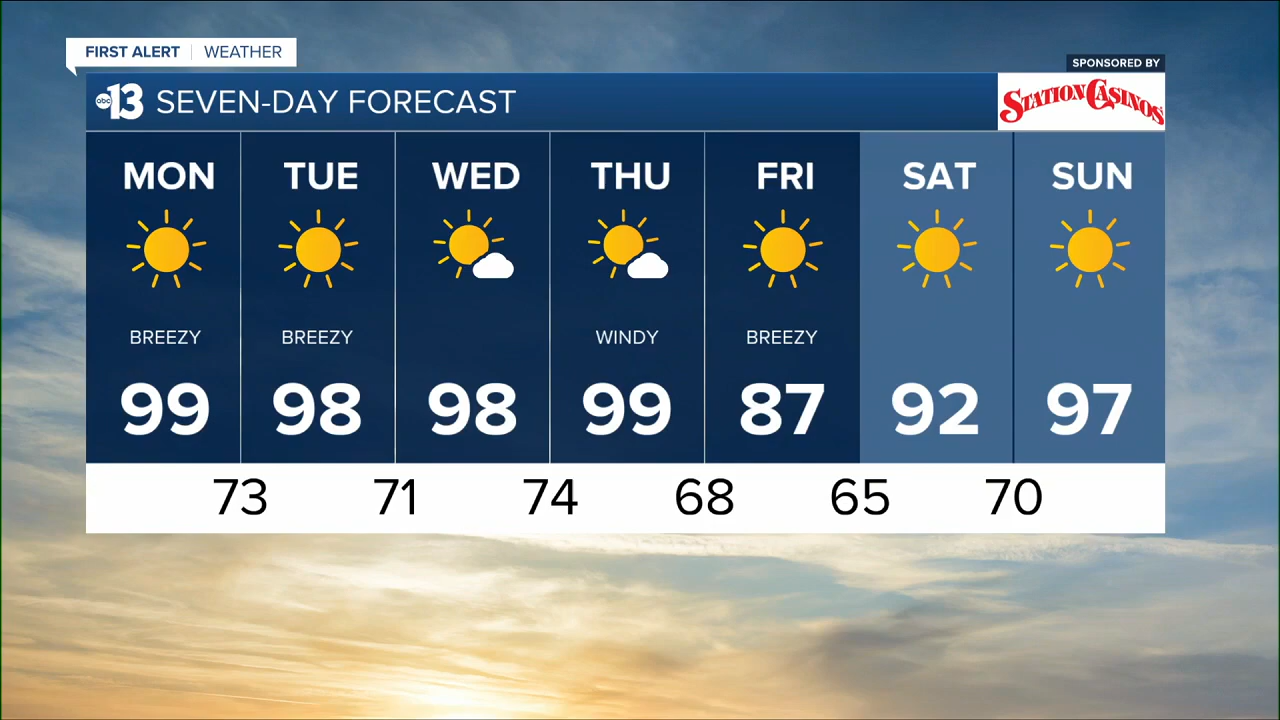 FIRST ALERT WEATHER
SPONSORED BY
abc 13 SEVEN-DAY FORECAST
STATION CASINOS
MON TUE WED THU FRI SAT SUN
BREEZY BREEZY WINDY BREEZY
99 98 98 99 87 92 97
73 71 74 68 65 70